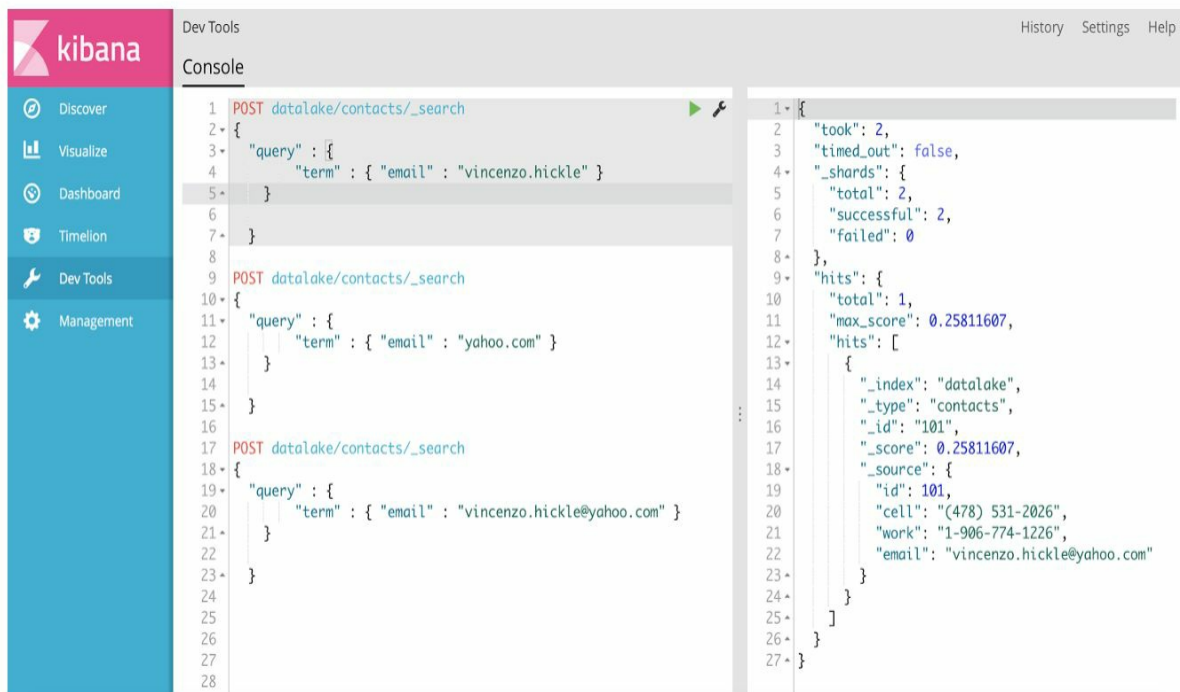 kibana
Discover
Visualize
Dashboard
Timelion
Dev Tools
Management
Dev Tools
History Settings Help
Console
1 POST datalake/contacts/_search
2 {
3 "query" : {
4 "term" : { "email" : "vincenzo.hickle" }
5 }
6
7 }
8
9 POST datalake/contacts/_search
10 {
11 "query" : {
12 "term" : { "email" : "yahoo.com" }
13 }
14
15 }
16
17 POST datalake/contacts/_search
18 {
19 "query" : {
20 "term" : { "email" : "vincenzo.hickle@yahoo.com" }
21 }
22
23 }
24
25
26
27
28
1 {
2 "took": 2,
3 "timed_out": false,
4 "_shards": {
5 "total": 2,
6 "successful": 2,
7 "failed": 0
8 },
9 "hits": {
10 "total": 1,
11 "max_score": 0.25811607,
12 "hits": [
13 {
14 "_index": "datalake",
15 "_type": "contacts",
16 "_id": "101",
17 "_score": 0.25811607,
18 "_source": {
19 "id": 101,
20 "cell": "(478) 531-2026",
21 "work": "1-906-774-1226",
22 "email": "vincenzo.hickle@yahoo.com"
23 }
24 }
25 ]
26 }
27 }